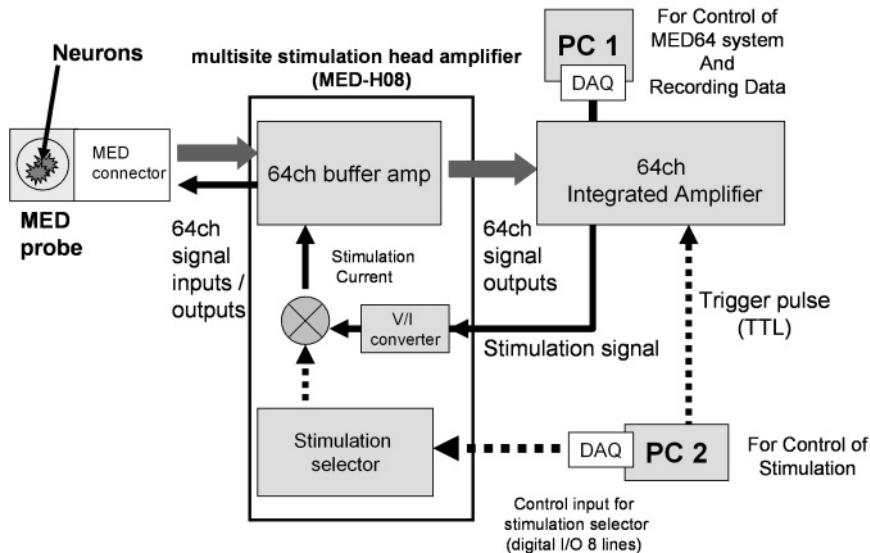 Neurons
multisite stimulation head amplifier
(MED-H08)
PC 1
DAQ
For Control of
MED64 system
And
Recording Data
MED
connector
MED
probe
64ch buffer amp
64ch
Integrated Amplifier
64ch
signal
inputs /
outputs
Stimulation
Current
64ch
signal
outputs
V/I
converter
Stimulation signal
Trigger pulse
(TTL)
Stimulation
selector
DAQ
PC 2
For Control of
Stimulation
Control input for
stimulation selector
(digital I/O 8 lines)